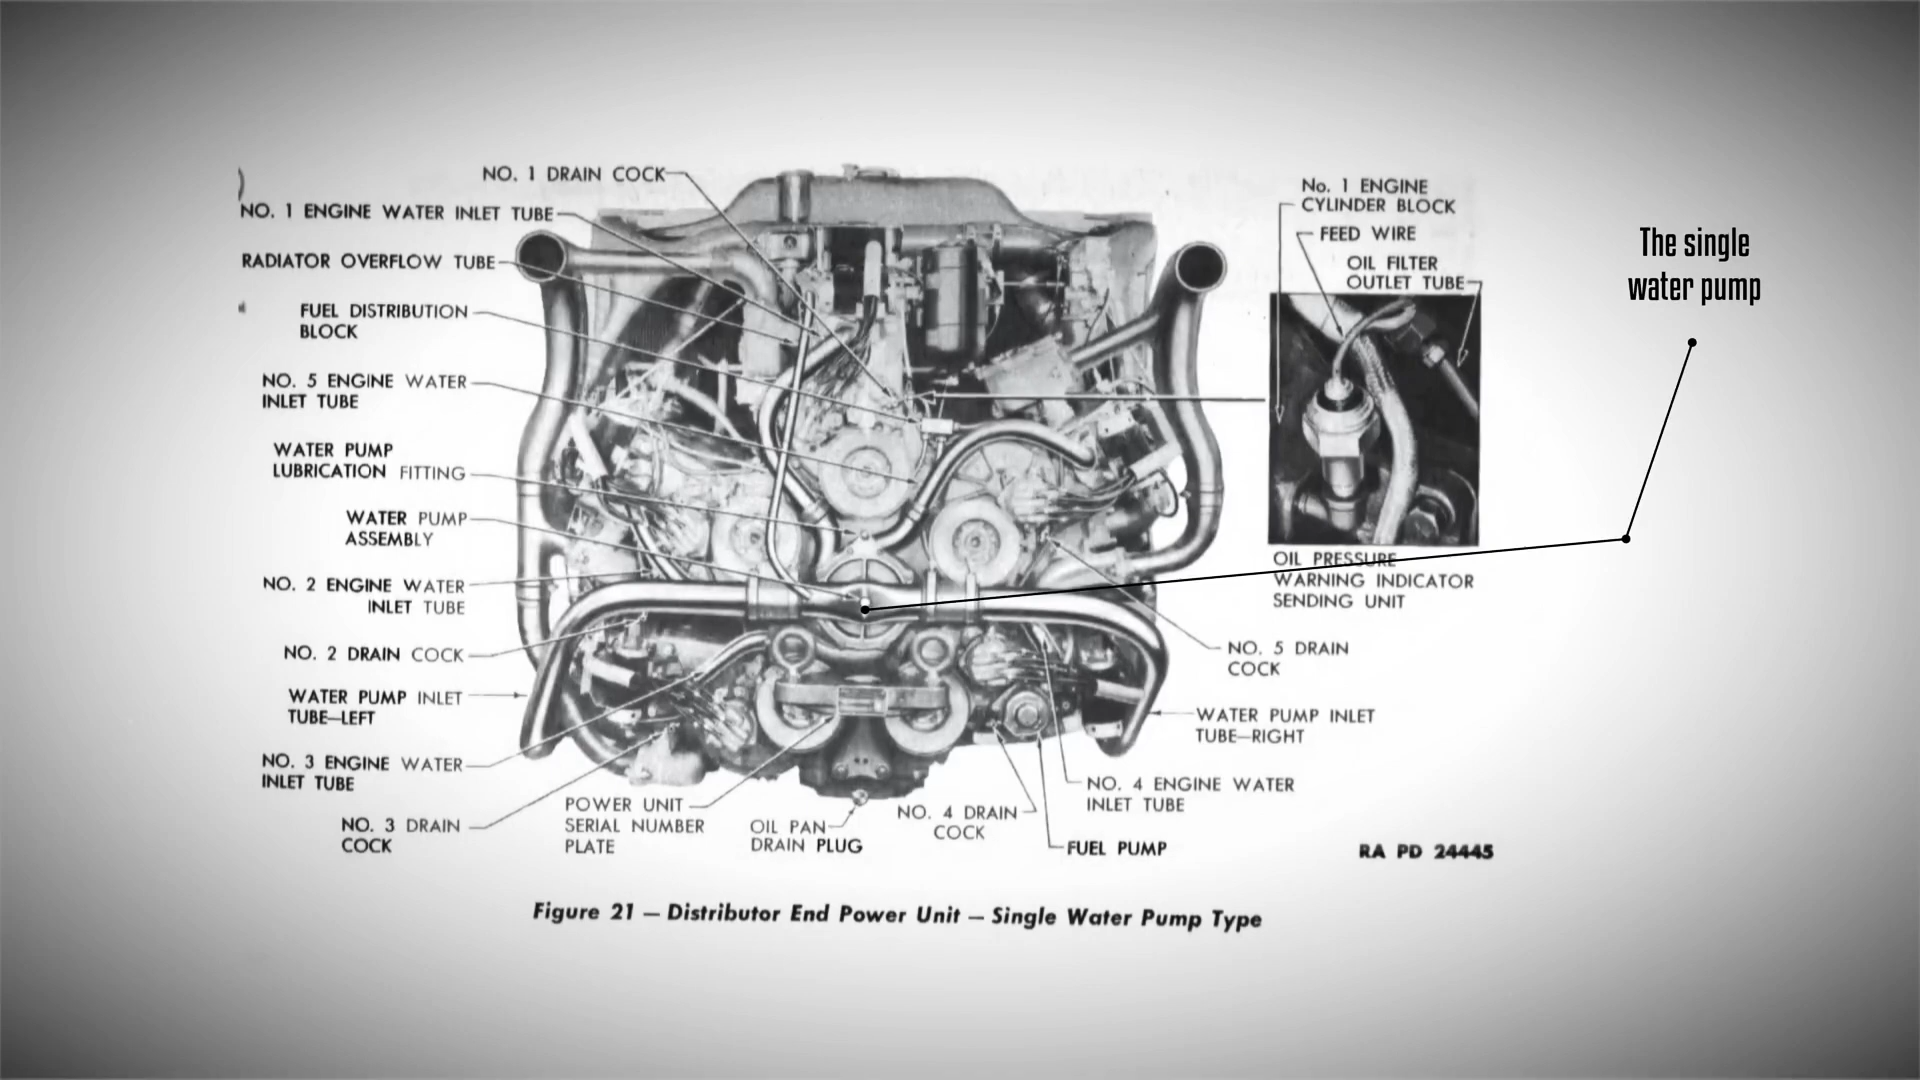 NO. 1 DRAIN COCK
NO. 1 ENGINE WATER INLET TUBE
RADIATOR OVERFLOW TUBE
FUEL DISTRIBUTION
BLOCK
NO. 5 ENGINE WATER
INLET TUBE
WATER PUMP
LUBRICATION FITTING
WATER PUMP
ASSEMBLY
NO. 2 ENGINE WATER
INLET TUBE
NO. 2 DRAIN COCK
WATER PUMP INLET
TUBE—LEFT
NO. 3 ENGINE WATER
INLET TUBE
NO. 3 DRAIN
COCK
POWER UNIT
SERIAL NUMBER
PLATE
OIL PAN
DRAIN PLUG
NO. 4 DRAIN
COCK
FUEL PUMP
NO. 4 ENGINE WATER
INLET TUBE
WATER PUMP INLET
TUBE—RIGHT
NO. 5 DRAIN
COCK
No. 1 ENGINE
CYLINDER BLOCK
FEED WIRE
OIL FILTER
OUTLET TUBE
OIL PRESSURE
WARNING INDICATOR
SENDING UNIT
The single
water pump
RA PD 24445
Figure 21 — Distributor End Power Unit — Single Water Pump Type